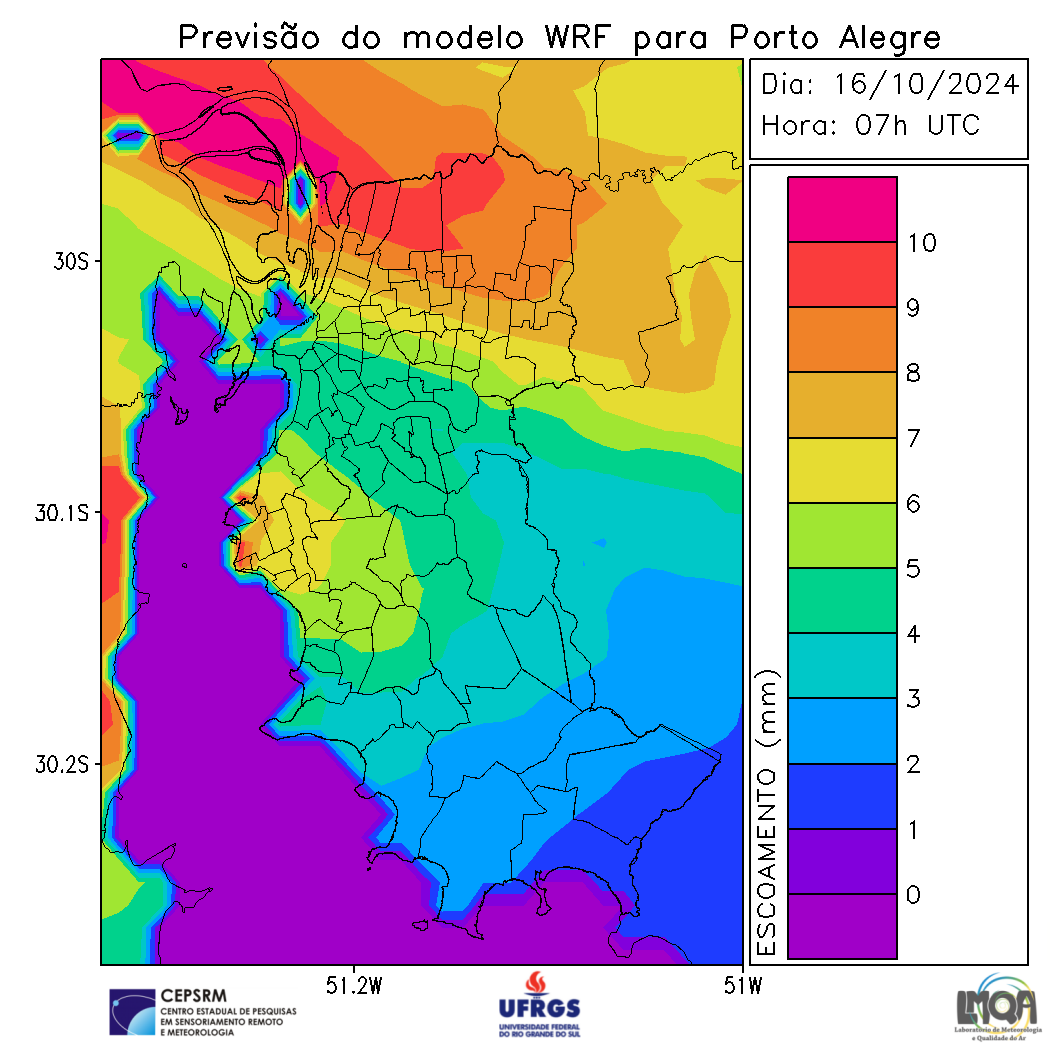 Previsão do modelo WRF para Porto Alegre
Dia: 16/10/2024
Hora: 07h UTC
30S
30.1S
30.2S
51.2W
51W
10
9
8
7
6
5
4
3
2
1
0
ESCOAMENTO (mm)
CEPSRM
CENTRO ESTADUAL DE PESQUISAS
EM SENSORIAMENTO REMOTO
E METEOROLOGIA
UFRGS
UNIVERSIDADE FEDERAL
DO RIO GRANDE DO SUL
LMQA
Laboratório de Meteorologia
e Qualidade do Ar